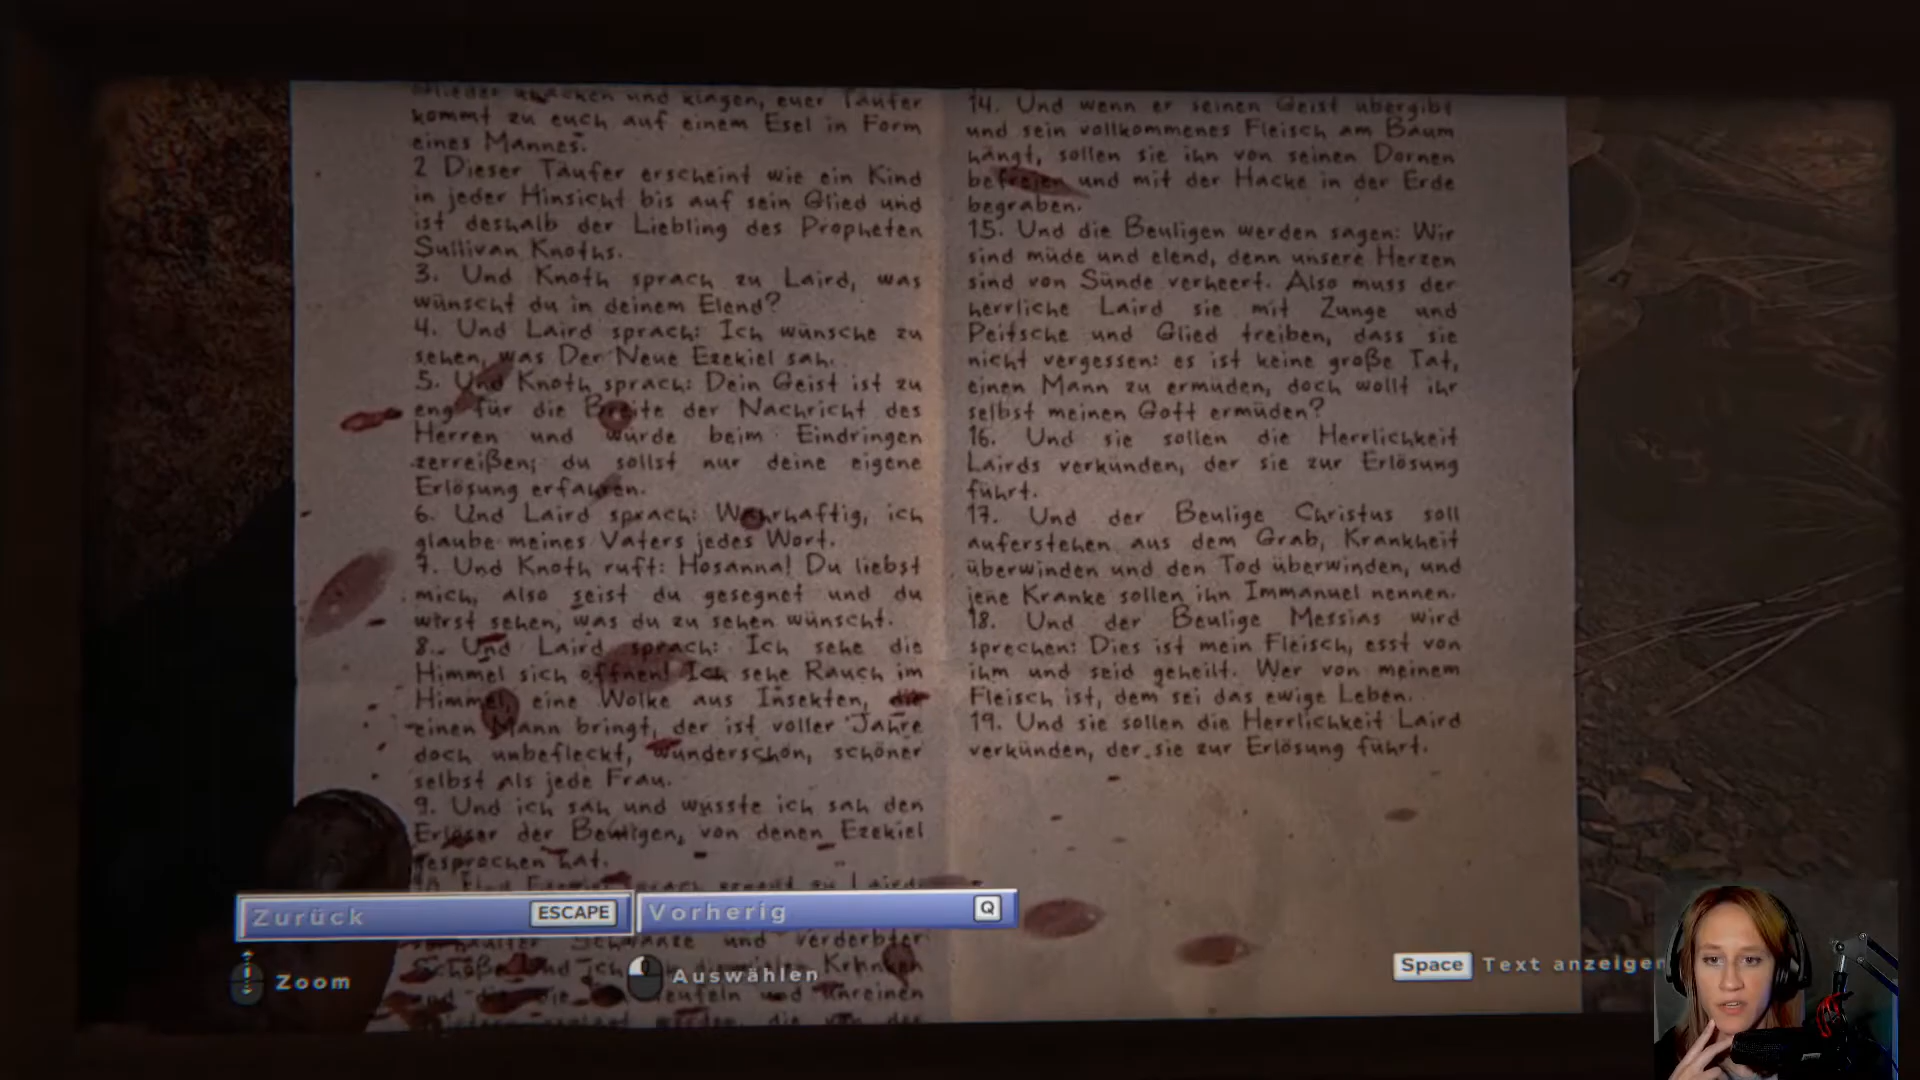 kommt zu euch auf einem Esel in Form
eines Mannes.
2 Dieser Täufer erscheint wie ein Kind
in jeder Hinsicht bis auf sein Glied und
ist deshalb der Liebling des Propheten
Sullivan Knoths.
3. Und Knoth sprach zu Laird, was
wünscht du in deinem Elend?
4. Und Laird sprach: Ich wünsche zu
sehen, was Der Neue Ezekiel sah.
5. Und Knoth sprach: Dein Geist ist zu
eng für die Breite der Nachricht des
Herren und würde beim Eindringen
zerreißen; du sollst nur deine eigene
Erlösung erfahren.
6. Und Laird sprach: Wahrhaftig, ich
glaube meines Vaters jedes Wort.
7. Und Knoth ruft: Hosanna! Du liebst
mich, also seist du gesegnet und du
wirst sehen, was du zu sehen wünscht.
8. Und Laird sprach: Ich sehe die
Himmel sich öffnen! Ich sehe Rauch im
Himmel, eine Wolke aus Insekten, die
einen Mann bringt, der ist voller Jahre
doch unbefleckt, wunderschön, schöner
selbst als jede Frau.
9. Und ich sah und wusste ich sah den
Erlöser der Beuligen, von denen Ezekiel
gesprochen hat.
und verderbter
und Unreinen
14. Und wenn er seinen Geist übergibt
und sein vollkommenes Fleisch am Baum
hängt, sollen sie ihn von seinen Dornen
befreien und mit der Hacke in der Erde
begraben.
15. Und die Beuligen werden sagen: Wir
sind müde und elend, denn unsere Herzen
sind von Sünde verheert. Also muss der
herrliche Laird sie mit Zunge und
Peitsche und Glied treiben, dass sie
nicht vergessen: es ist keine große Tat,
einen Mann zu ermüden, doch wollt ihr
selbst meinen Gott ermüden?
16. Und sie sollen die Herrlichkeit
Lairds verkünden, der sie zur Erlösung
führt.
17. Und der Beulige Christus soll
auferstehen aus dem Grab, Krankheit
überwinden und den Tod überwinden, und
jene Kranke sollen ihn Immanuel nennen.
18. Und der Beulige Messias wird
sprechen: Dies ist mein Fleisch, esst von
ihm und seid geheilt. Wer von meinem
Fleisch ist, dem sei das ewige Leben.
19. Und sie sollen die Herrlichkeit Laird
verkünden, der sie zur Erlösung führt.
Zurück ESCAPE Vorherig Q
Zoom Auswählen Space Text anzeigen